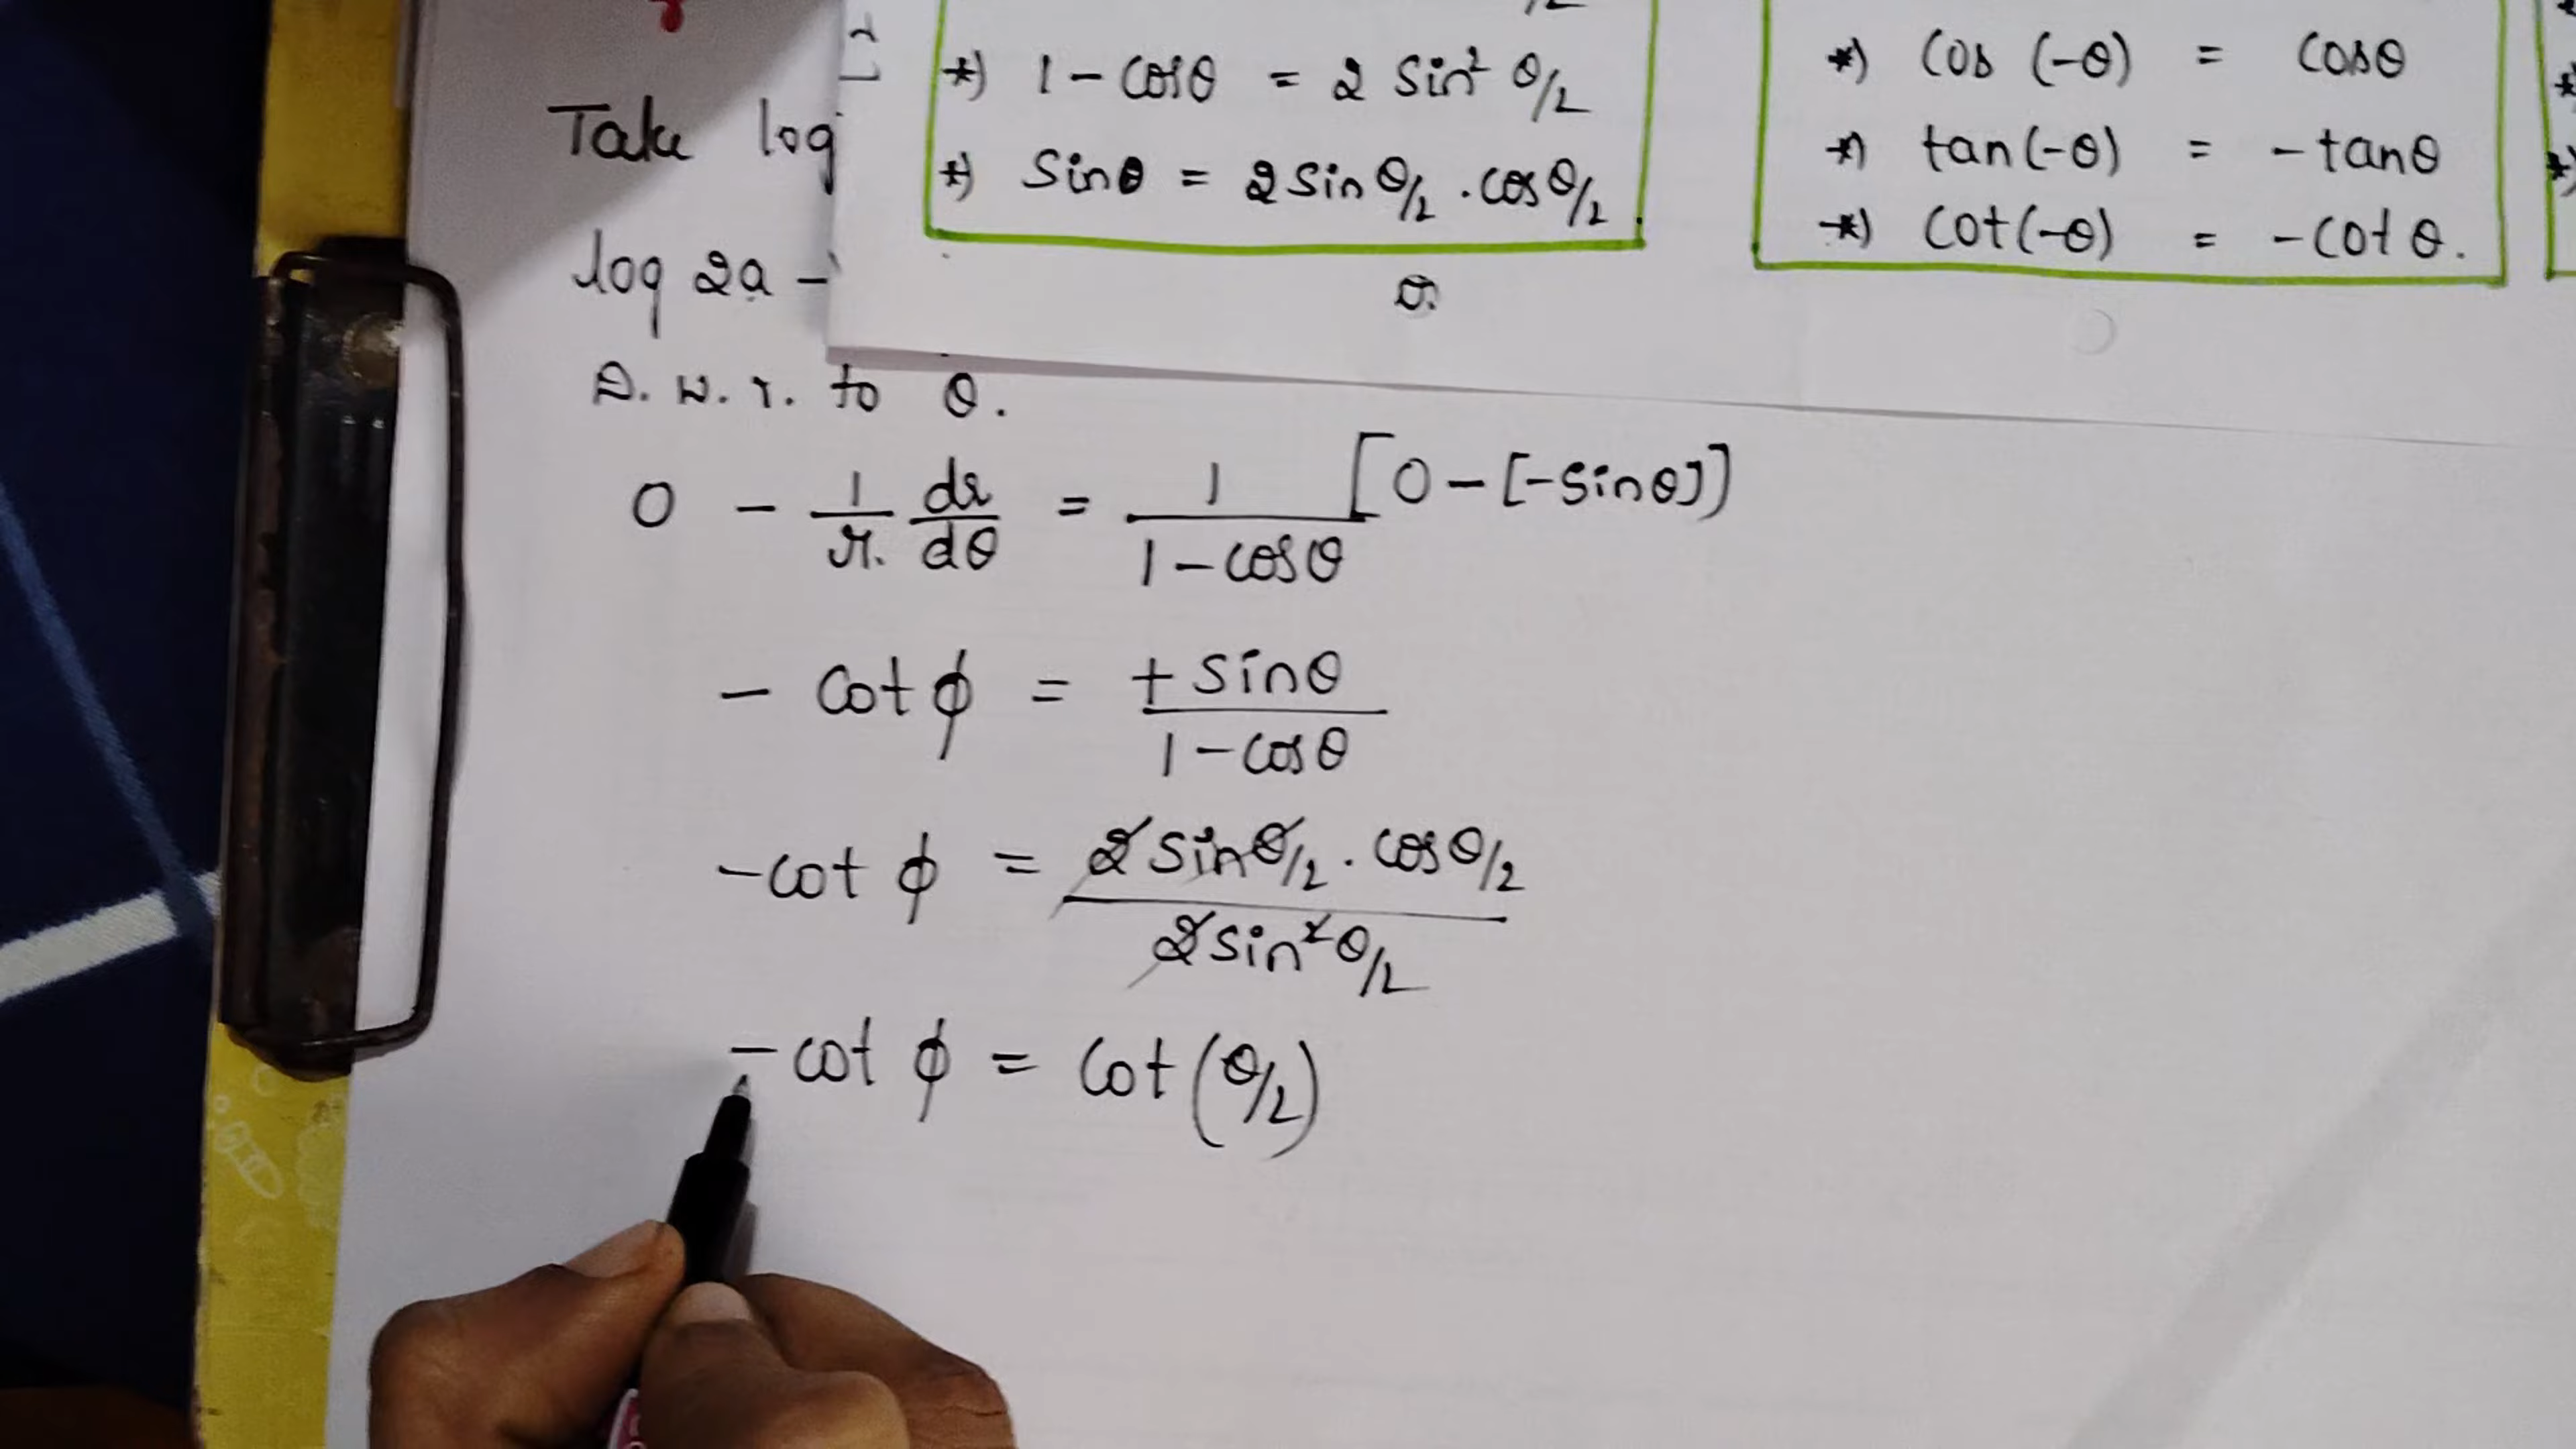 *) 1 - cosθ = 2 sin² θ/2
*) sinθ = 2 sin θ/2 . cos θ/2
*) cos (-θ) = cosθ
*) tan(-θ) = -tanθ
*) cot(-θ) = -cot θ.
Take log
log 2a -
D. w. r. to θ.
0 - 1/r. dr/dθ = 1/(1 - cosθ) [0 - [-sinθ]]
- cot ϕ = + sinθ/(1 - cosθ)
- cot ϕ = 2 sin θ/2 . cos θ/2 / 2 sin² θ/2
- cot ϕ = cot (θ/2)